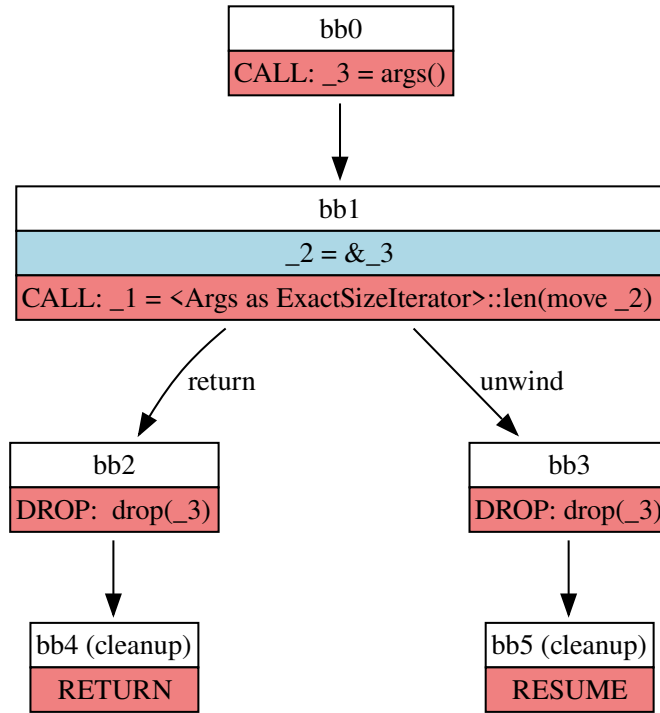 bb0
CALL: _3 = args()
bb1
_2 = &_3
CALL: _1 = <Args as ExactSizeIterator>::len(move _2)
return
unwind
bb2
DROP:  drop(_3)
bb3
DROP: drop(_3)
bb4 (cleanup)
RETURN
bb5 (cleanup)
RESUME